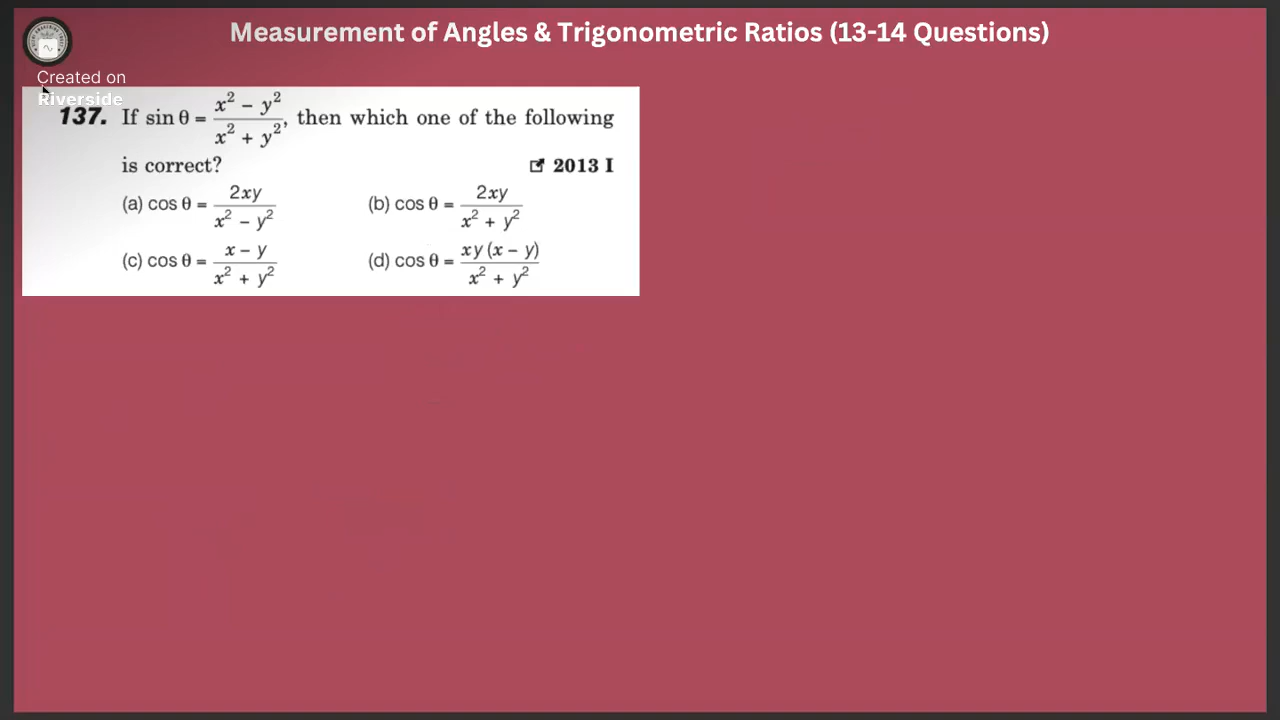 Measurement of Angles & Trigonometric Ratios (13-14 Questions)
Created on
Riverside
137. If sin θ = (x² − y²)/(x² + y²), then which one of the following
is correct? 2013 I
(a) cos θ = 2xy/(x² − y²) (b) cos θ = 2xy/(x² + y²)
(c) cos θ = (x − y)/(x² + y²) (d) cos θ = xy (x − y)/(x² + y²)